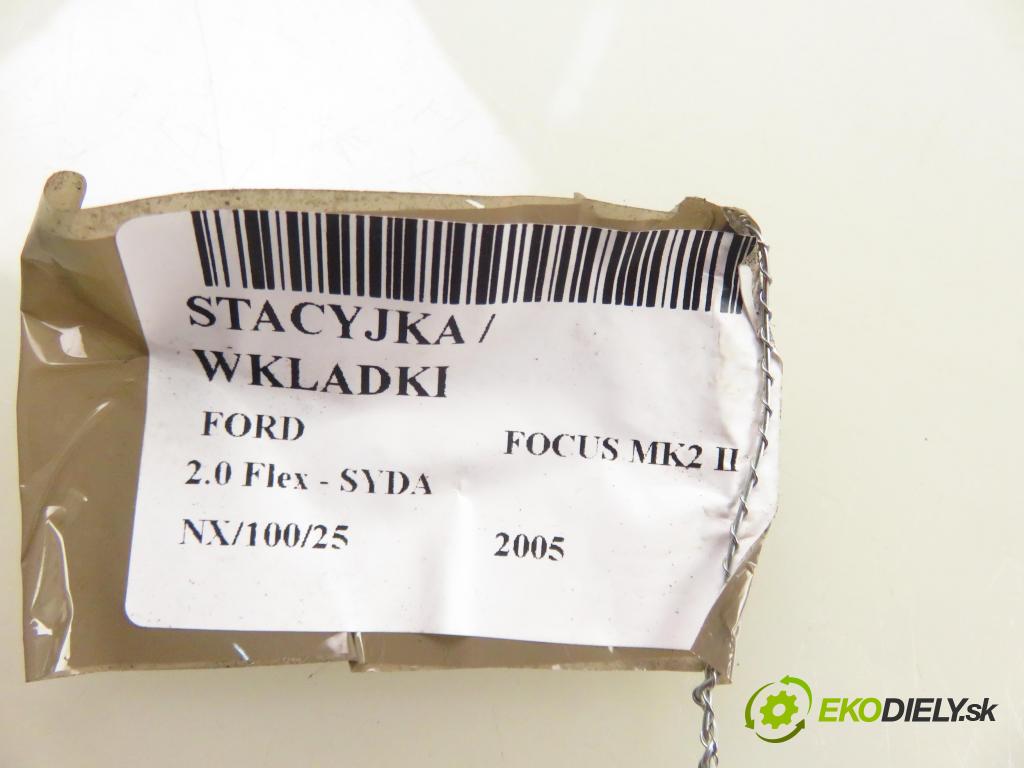 STACYJKA /
WKLADKI
FORD FOCUS MK2 II
2.0 Flex - SYDA
NX/100/25 2005
EKODIELY.sk